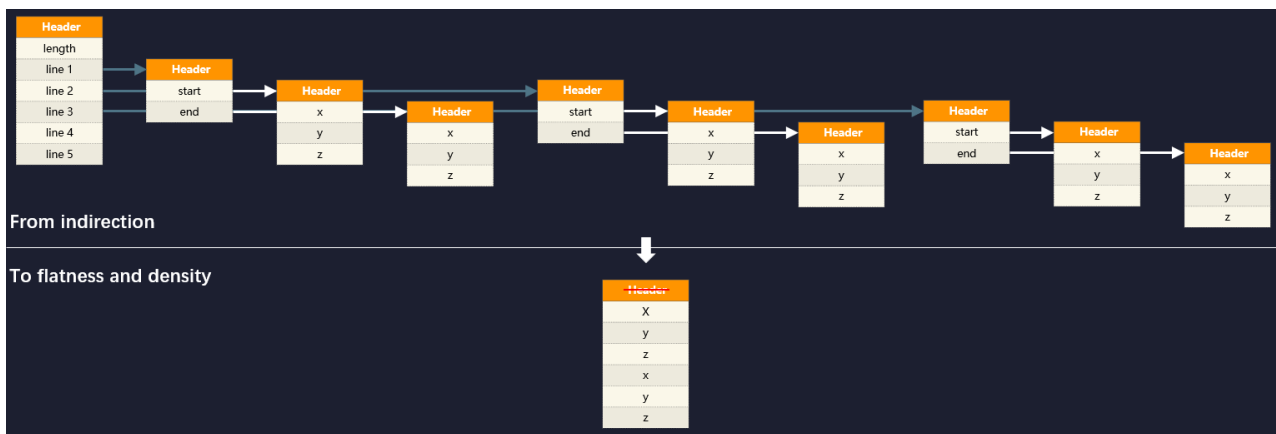 Header
length
line 1
line 2
line 3
line 4
line 5
Header
start
end
Header
x
y
z
Header
x
y
z
Header
start
end
Header
x
y
z
Header
x
y
z
Header
start
end
Header
x
y
z
Header
x
y
z
From indirection
To flatness and density
Header
X
y
z
x
y
z